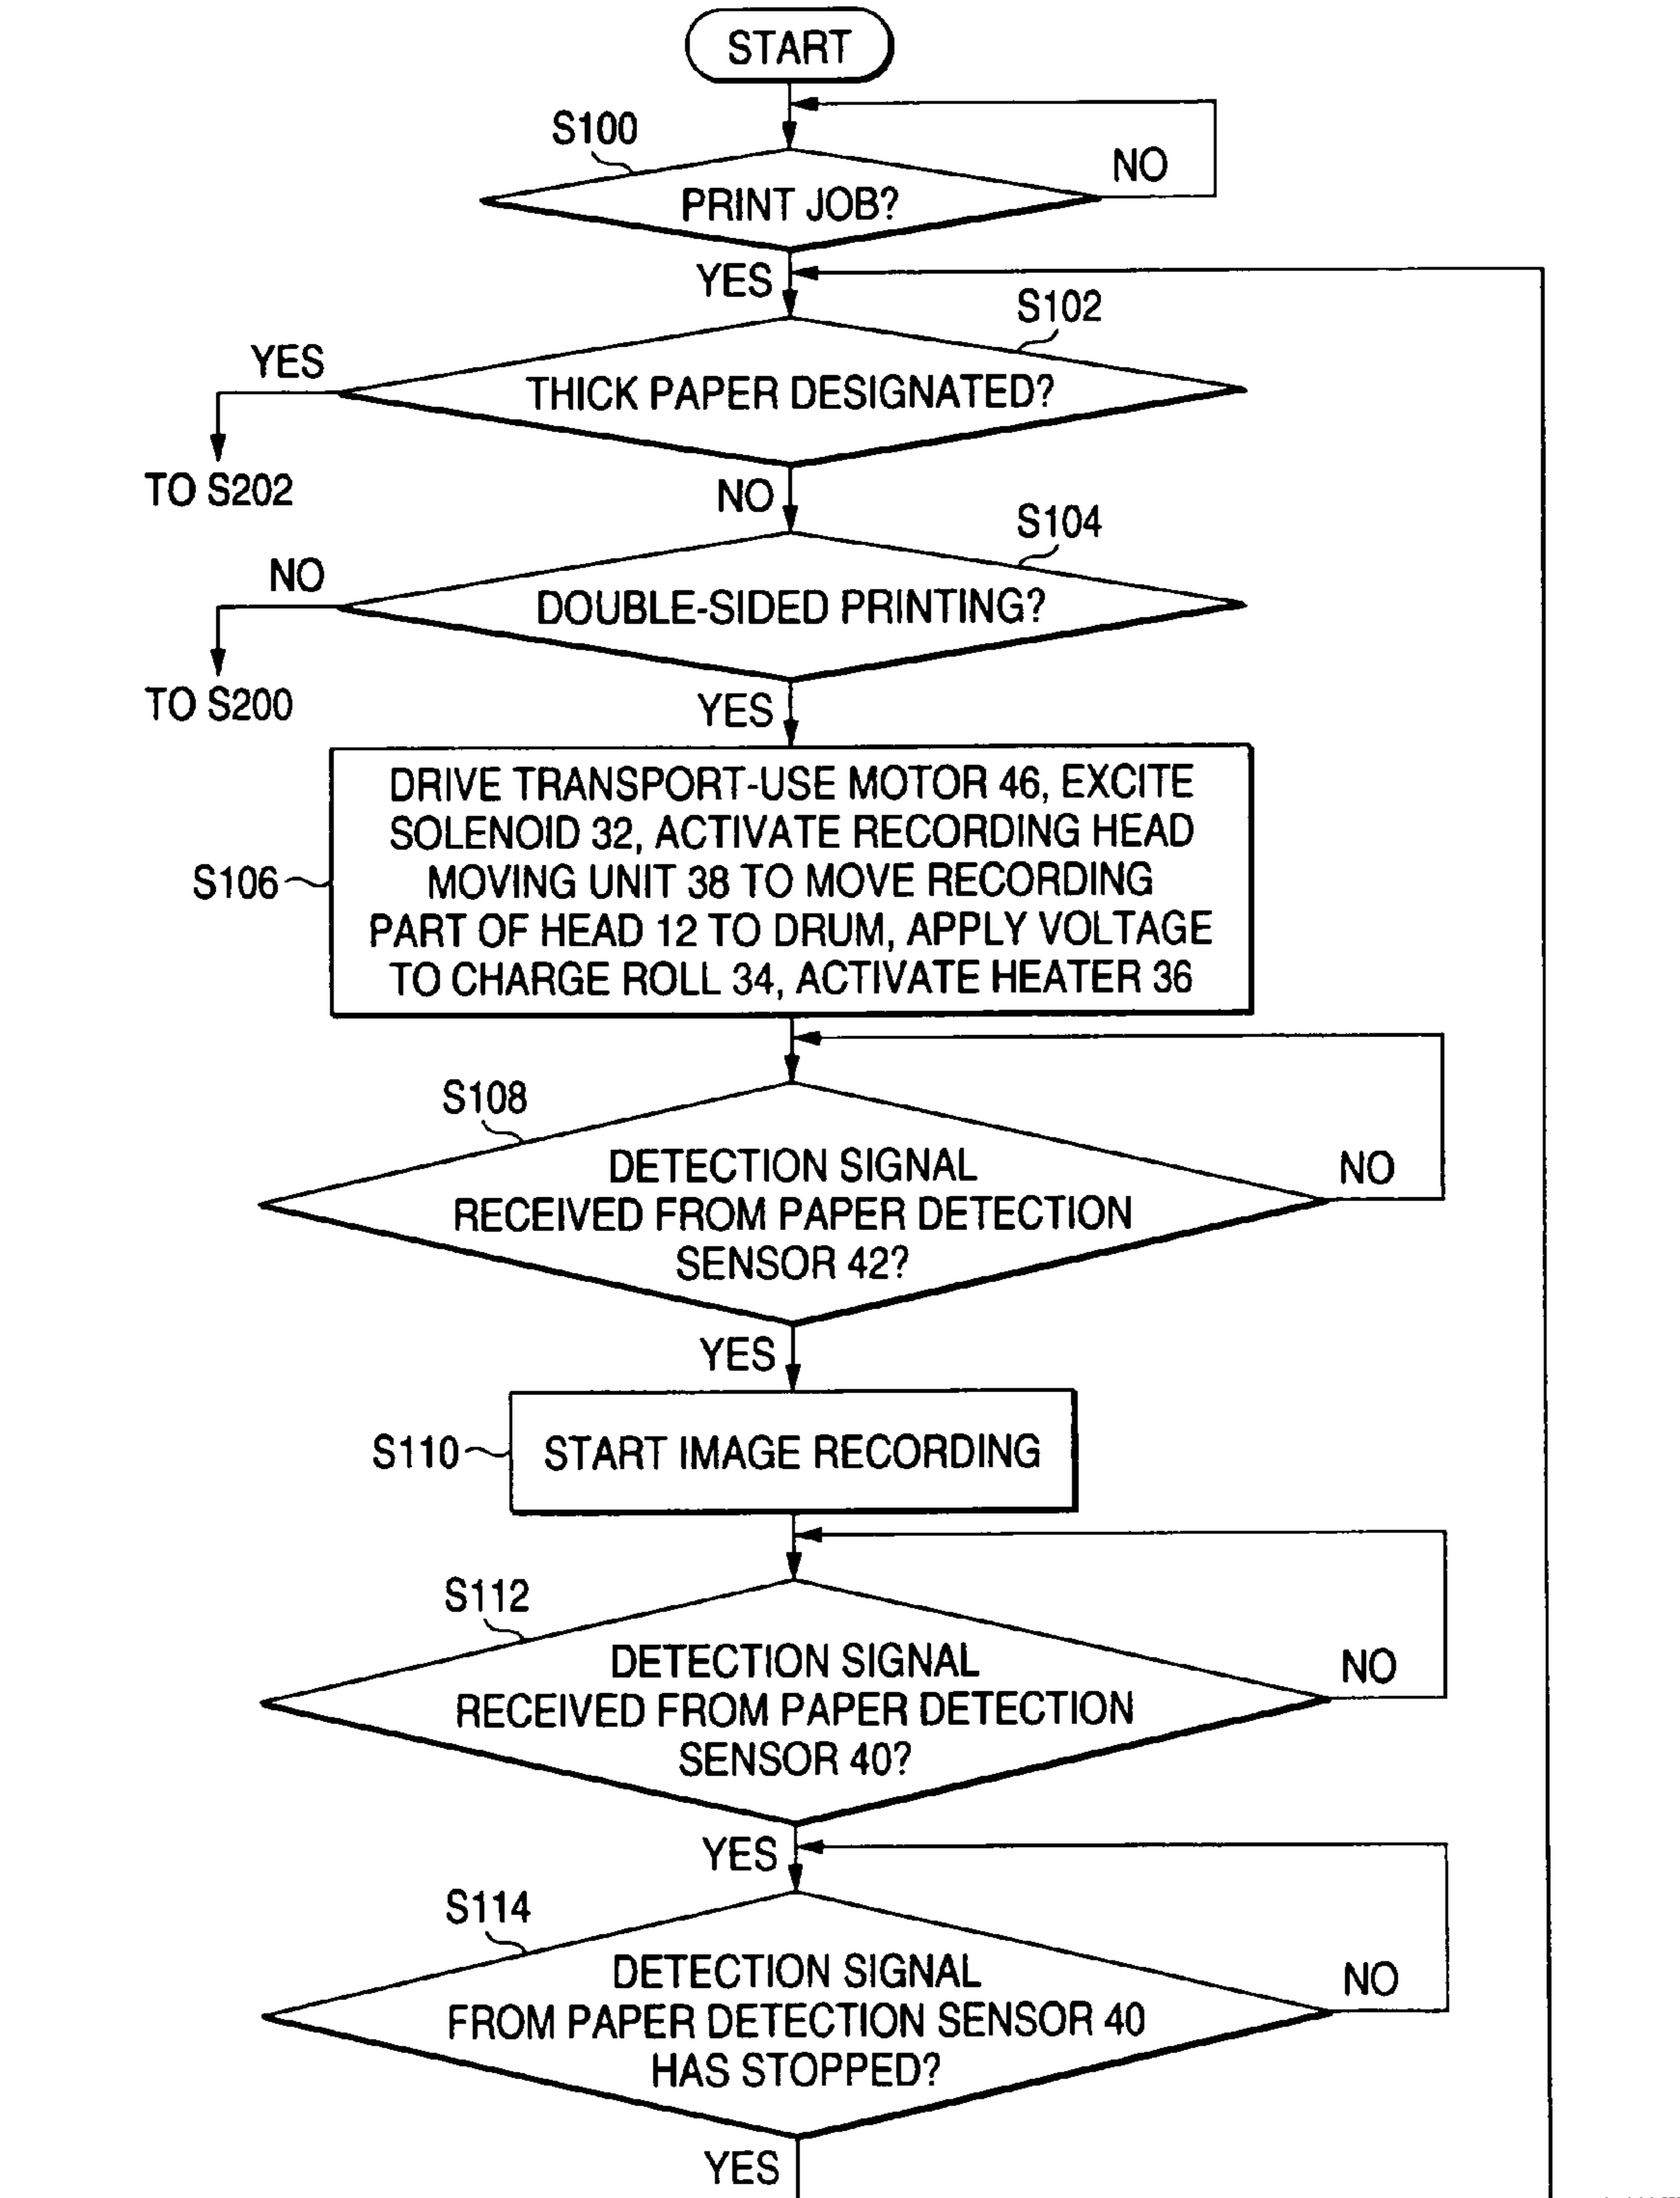 START
S100
NO
PRINT JOB?
YES
S102
YES
THICK PAPER DESIGNATED?
TO S202
NO
S104
NO
DOUBLE-SIDED PRINTING?
TO S200
YES
DRIVE TRANSPORT-USE MOTOR 46, EXCITE
SOLENOID 32, ACTIVATE RECORDING HEAD
S106
MOVING UNIT 38 TO MOVE RECORDING
PART OF HEAD 12 TO DRUM, APPLY VOLTAGE
TO CHARGE ROLL 34, ACTIVATE HEATER 36
S108
DETECTION SIGNAL
NO
RECEIVED FROM PAPER DETECTION
SENSOR 42?
YES
S110
START IMAGE RECORDING
S112
DETECTION SIGNAL
NO
RECEIVED FROM PAPER DETECTION
SENSOR 40?
YES
S114
DETECTION SIGNAL
NO
FROM PAPER DETECTION SENSOR 40
HAS STOPPED?
YES